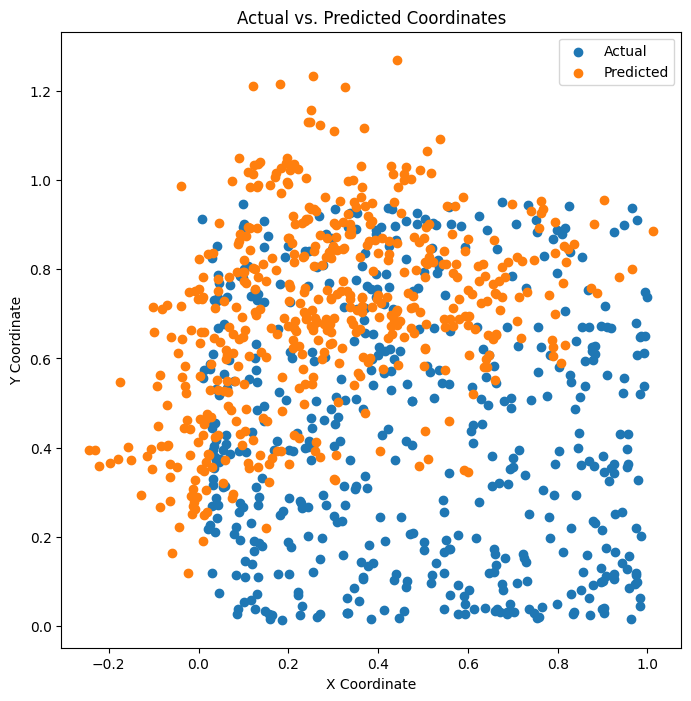 Actual vs. Predicted Coordinates
Actual
Predicted
Y Coordinate
1.2
1.0
0.8
0.6
0.4
0.2
0.0
−0.2 0.0 0.2 0.4 0.6 0.8 1.0
X Coordinate